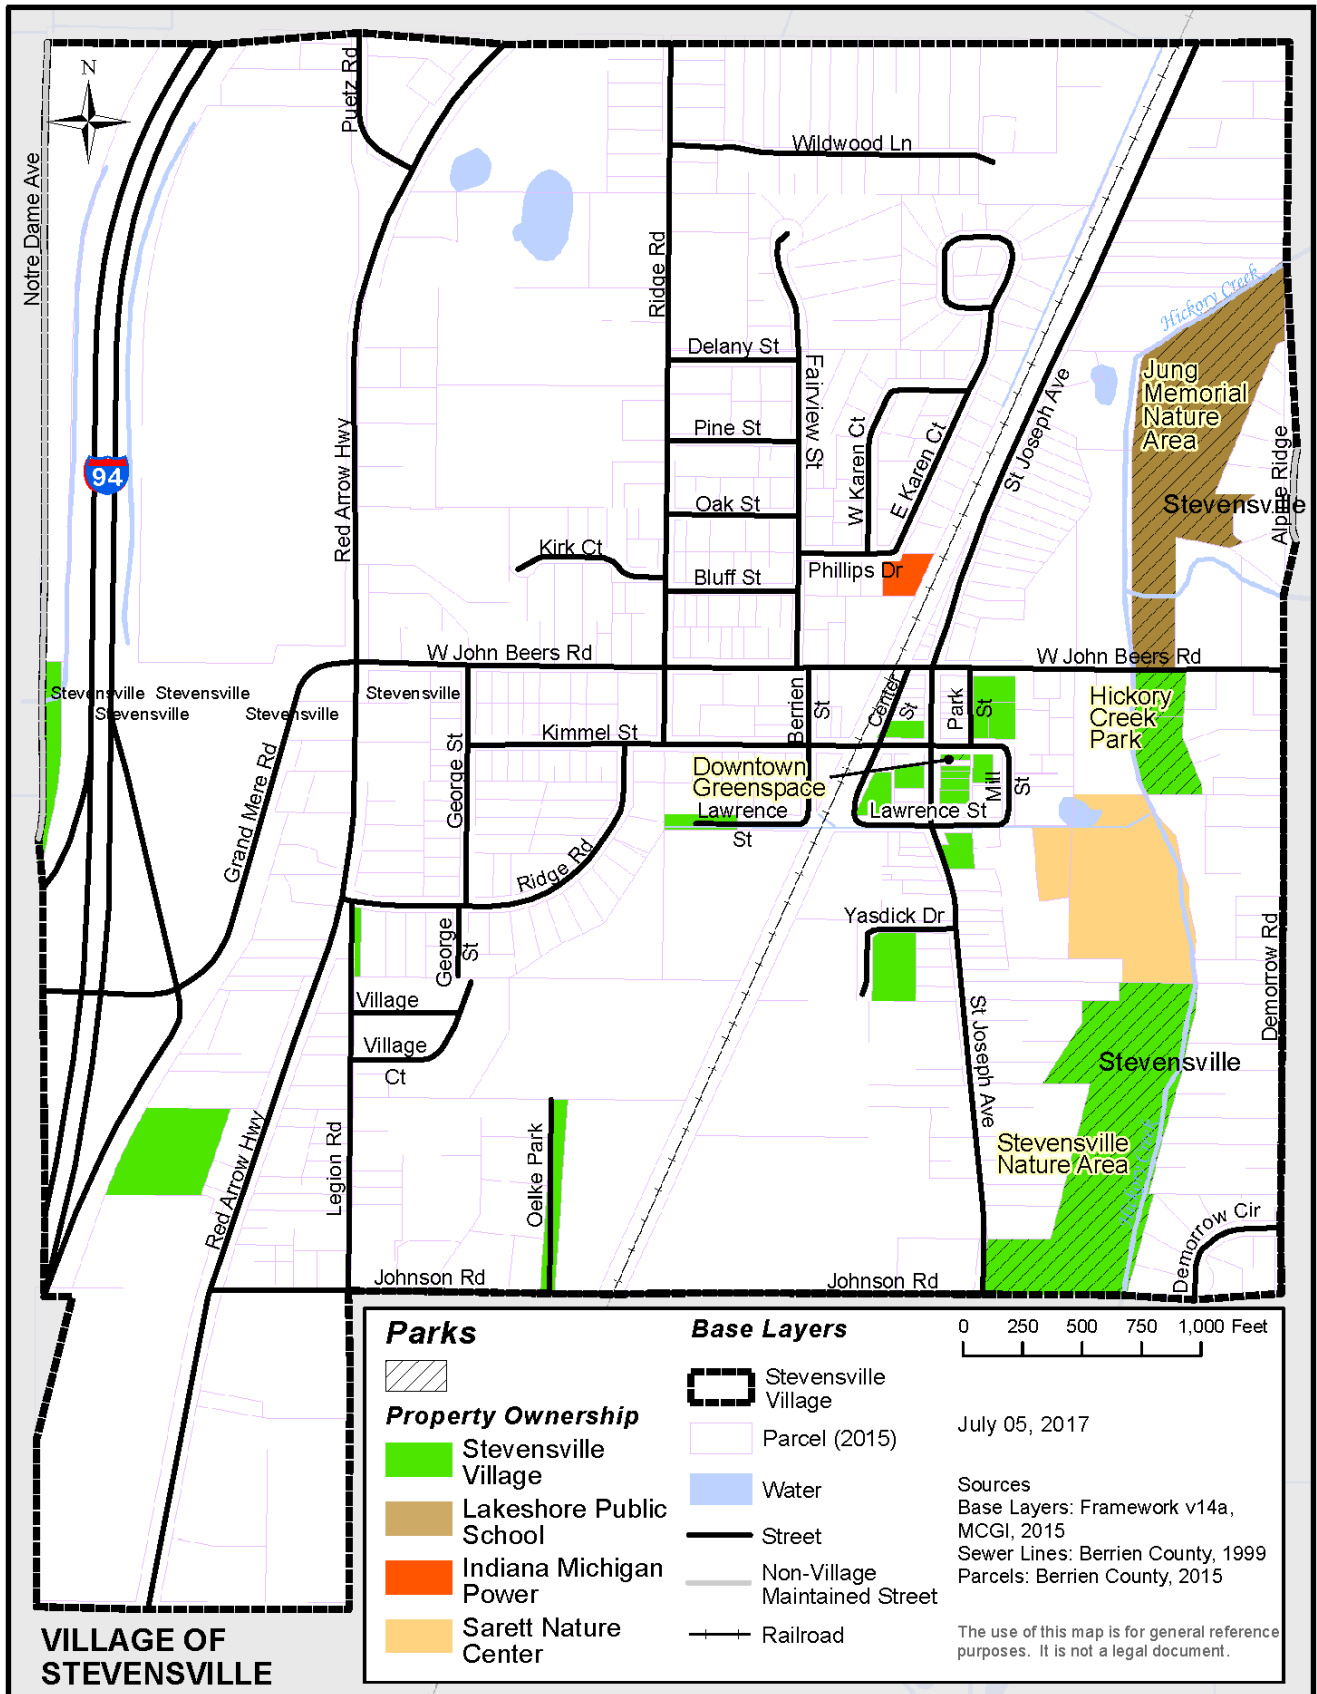 N
Puetz Rd
Wildwood Ln
Notre Dame Ave
Ridge Rd
Hickory Creek
Delany St
Fairview St
Jung
Memorial
Nature
Area
St Joseph Ave
Red Arrow Hwy
Pine St
W Karen Ct
E Karen Ct
Alpine Ridge
94
Oak St
Stevensville
Kirk Ct
Phillips Dr
Bluff St
W John Beers Rd
W John Beers Rd
Stevensville
Stevensville
Stevensville
Stevensville
Stevensville
Berrien
St
Center
St
Park
St
Hickory
Creek
Park
Kimmel St
George St
Grand Mere Rd
Downtown
Greenspace
Mill
St
Lawrence
St
Lawrence St
Ridge Rd
Yasdick Dr
George
St
Demorrow Rd
Village
Village
Ct
St Joseph Ave
Stevensville
Stevensville
Nature Area
Hickory Creek
Red Arrow Hwy
Legion Rd
Oelke Park
Demorrow Cir
Johnson Rd
Johnson Rd
Parks
Property Ownership
Stevensville
Village
Lakeshore Public
School
Indiana Michigan
Power
Sarett Nature
Center
Base Layers
Stevensville
Village
Parcel (2015)
Water
Street
Non-Village
Maintained Street
Railroad
0 250 500 750 1,000 Feet
July 05, 2017
Sources
Base Layers: Framework v14a,
MCGI, 2015
Sewer Lines: Berrien County, 1999
Parcels: Berrien County, 2015
The use of this map is for general reference
purposes. It is not a legal document.
VILLAGE OF
STEVENSVILLE